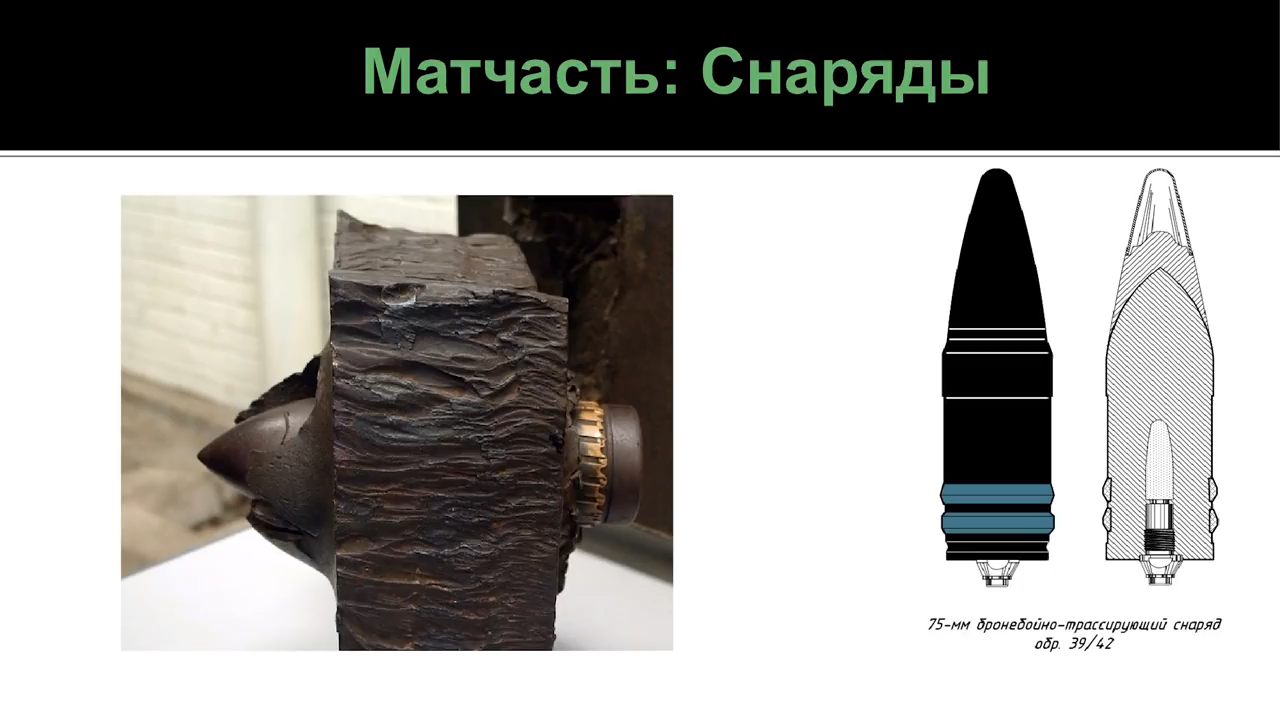 Матчасть: Снаряды
75-мм бронебойно-трассирующий снаряд
обр. 39/42